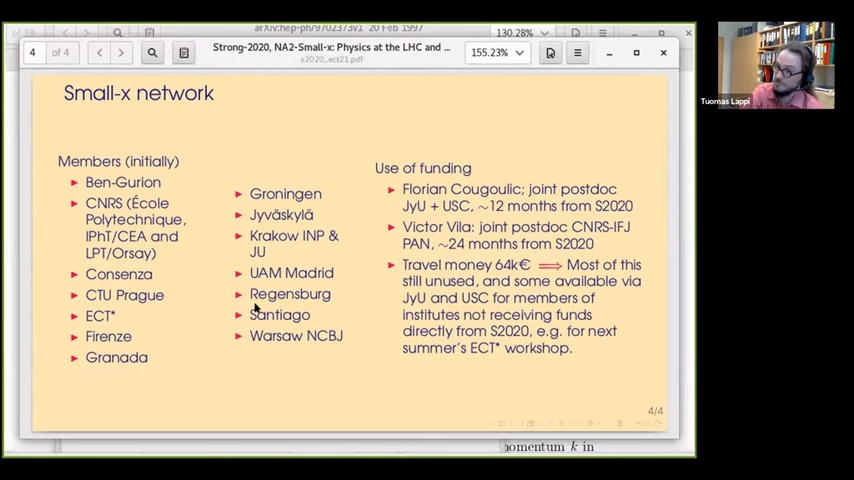 arXiv:hep-ph/9702373v1 20 Feb 1997
130.28%
4 of 4
Strong-2020, NA2-Small-x: Physics at the LHC and ...
s2020_ect21.pdf
155.23%
Small-x network
Members (initially)
Ben-Gurion
CNRS (École
Polytechnique,
IPhT/CEA and
LPT/Orsay)
Consenza
CTU Prague
ECT*
Firenze
Granada
Groningen
Jyväskylä
Krakow INP &
JU
UAM Madrid
Regensburg
Santiago
Warsaw NCBJ
Use of funding
Florian Cougoulic; joint postdoc
JyU + USC, ~12 months from S2020
Victor Vila: joint postdoc CNRS-IFJ
PAN, ~24 months from S2020
Travel money 64k€ ⟹ Most of this
still unused, and some available via
JyU and USC for members of
institutes not receiving funds
directly from S2020, e.g. for next
summer's ECT* workshop.
4/4
momentum k in
Tuomas Lappi